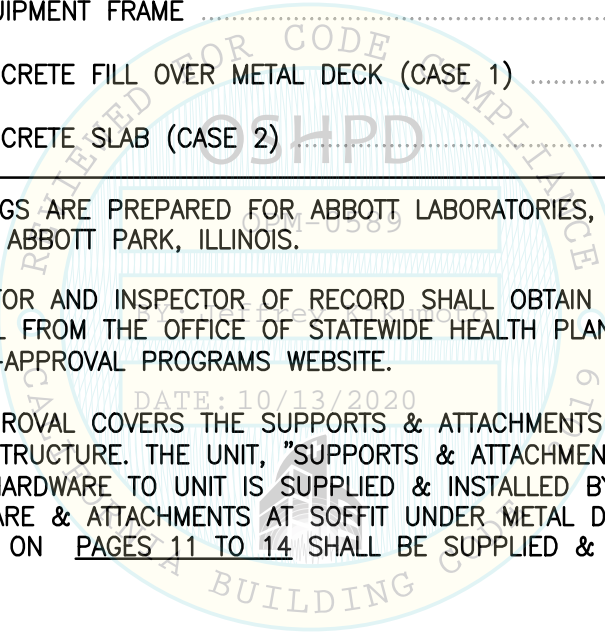 UIPMENT FRAME ...............................................
CRETE FILL OVER METAL DECK (CASE 1) ...........
CRETE SLAB (CASE 2) ...................................
GS ARE PREPARED FOR ABBOTT LABORATORIES,
ABBOTT PARK, ILLINOIS.
TOR AND INSPECTOR OF RECORD SHALL OBTAIN
L FROM THE OFFICE OF STATEWIDE HEALTH PLAN
-APPROVAL PROGRAMS WEBSITE.
ROVAL COVERS THE SUPPORTS & ATTACHMENTS
TRUCTURE. THE UNIT, "SUPPORTS & ATTACHMEN
HARDWARE TO UNIT IS SUPPLIED & INSTALLED BY
ARE & ATTACHMENTS AT SOFFIT UNDER METAL D
ON PAGES 11 TO 14 SHALL BE SUPPLIED &
REVIEWED FOR CODE COMPLIANCE
OSHPD
OPM-0589
BY: Jeffrey Kikumoto
DATE: 10/13/2020
CALIFORNIA BUILDING CODE 2019